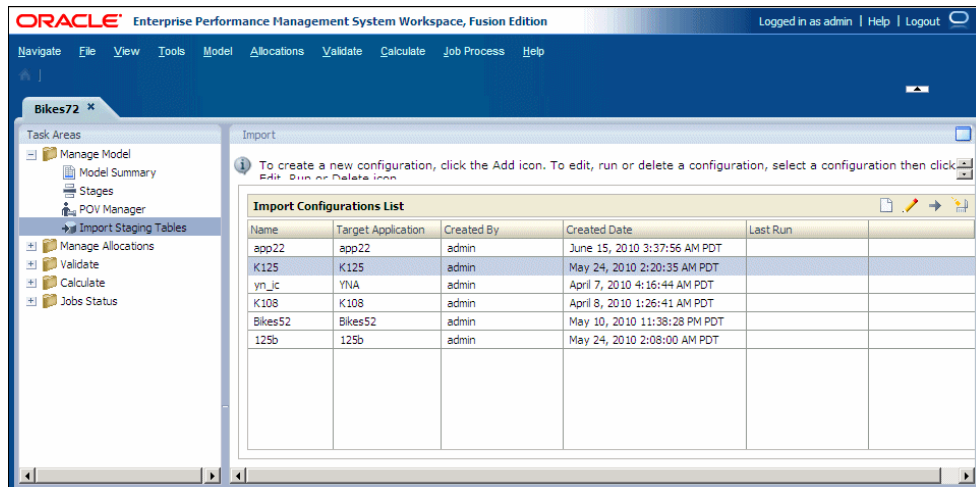 ORACLE Enterprise Performance Management System Workspace, Fusion Edition
Logged in as admin | Help | Logout
Navigate File View Tools Model Allocations Validate Calculate Job Process Help
Bikes72
Task Areas
Manage Model
Model Summary
Stages
POV Manager
Import Staging Tables
Manage Allocations
Validate
Calculate
Jobs Status
Import
To create a new configuration, click the Add icon. To edit, run or delete a configuration, select a configuration then click
Edit, Run or Delete icon
Import Configurations List
Name Target Application Created By Created Date Last Run
app22 app22 admin June 15, 2010 3:37:56 AM PDT
K125 K125 admin May 24, 2010 2:20:35 AM PDT
yn_ic YNA admin April 7, 2010 4:16:44 AM PDT
K108 K108 admin April 8, 2010 1:26:41 AM PDT
Bikes52 Bikes52 admin May 10, 2010 11:38:28 PM PDT
125b 125b admin May 24, 2010 2:08:00 AM PDT